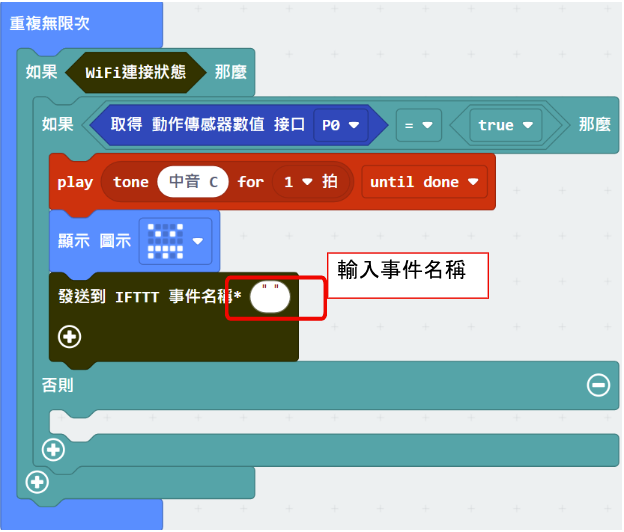 重複無限次
如果 WiFi連接狀態 那麼
如果 取得 動作傳感器數值 接口 P0 = true 那麼
play tone 中音 C for 1 拍 until done
顯示 圖示
輸入事件名稱
發送到 IFTTT 事件名稱* " "
否則